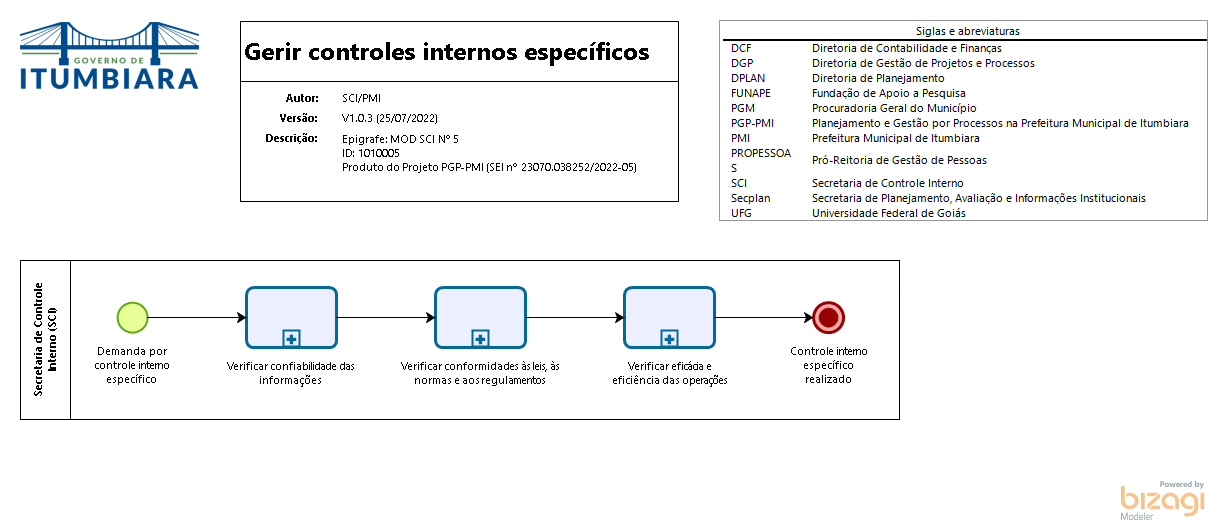 GOVERNO DE
ITUMBIARA
Gerir controles internos específicos
Autor: SCI/PMI
Versão: V1.0.3 (25/07/2022)
Descrição: Epigrafe: MOD SCI Nº 5
ID: 1010005
Produto do Projeto PGP-PMI (SEI nº 23070.038252/2022-05)
Siglas e abreviaturas
DCF Diretoria de Contabilidade e Finanças
DGP Diretoria de Gestão de Projetos e Processos
DPLAN Diretoria de Planejamento
FUNAPE Fundação de Apoio a Pesquisa
PGM Procuradoria Geral do Município
PGP-PMI Planejamento e Gestão por Processos na Prefeitura Municipal de Itumbiara
PMI Prefeitura Municipal de Itumbiara
PROPESSOA
S Pró-Reitoria de Gestão de Pessoas
SCI Secretaria de Controle Interno
Secplan Secretaria de Planejamento, Avaliação e Informações Institucionais
UFG Universidade Federal de Goiás
Secretaria de Controle
Interno (SCI)
Demanda por
controle interno
específico
Verificar confiabilidade das
informações
Verificar conformidades às leis, às
normas e aos regulamentos
Verificar eficácia e
eficiência das operações
Controle interno
específico
realizado
Powered by
bizagi
Modeler